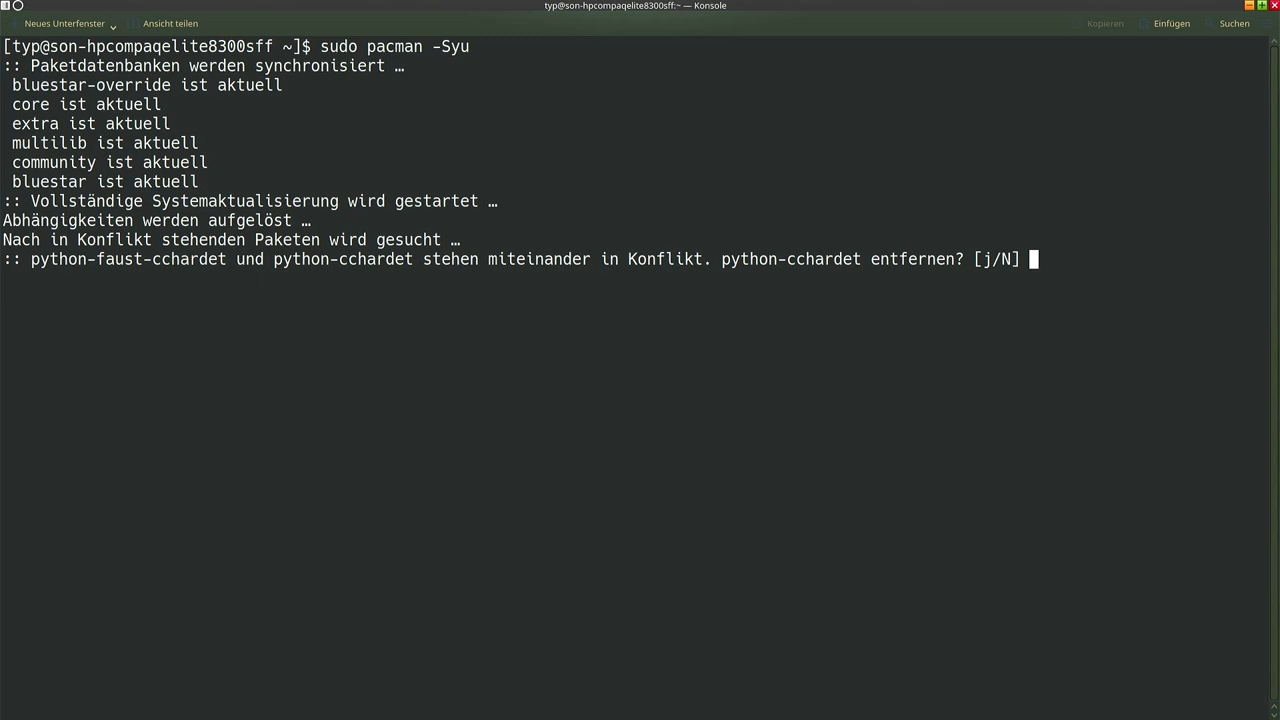 typ@son-hpcompaqelite8300sff:~ — Konsole
Neues Unterfenster Ansicht teilen Kopieren Einfügen Suchen
[typ@son-hpcompaqelite8300sff ~]$ sudo pacman -Syu
:: Paketdatenbanken werden synchronisiert …
bluestar-override ist aktuell
core ist aktuell
extra ist aktuell
multilib ist aktuell
community ist aktuell
bluestar ist aktuell
:: Vollständige Systemaktualisierung wird gestartet …
Abhängigkeiten werden aufgelöst …
Nach in Konflikt stehenden Paketen wird gesucht …
:: python-faust-cchardet und python-cchardet stehen miteinander in Konflikt. python-cchardet entfernen? [j/N]